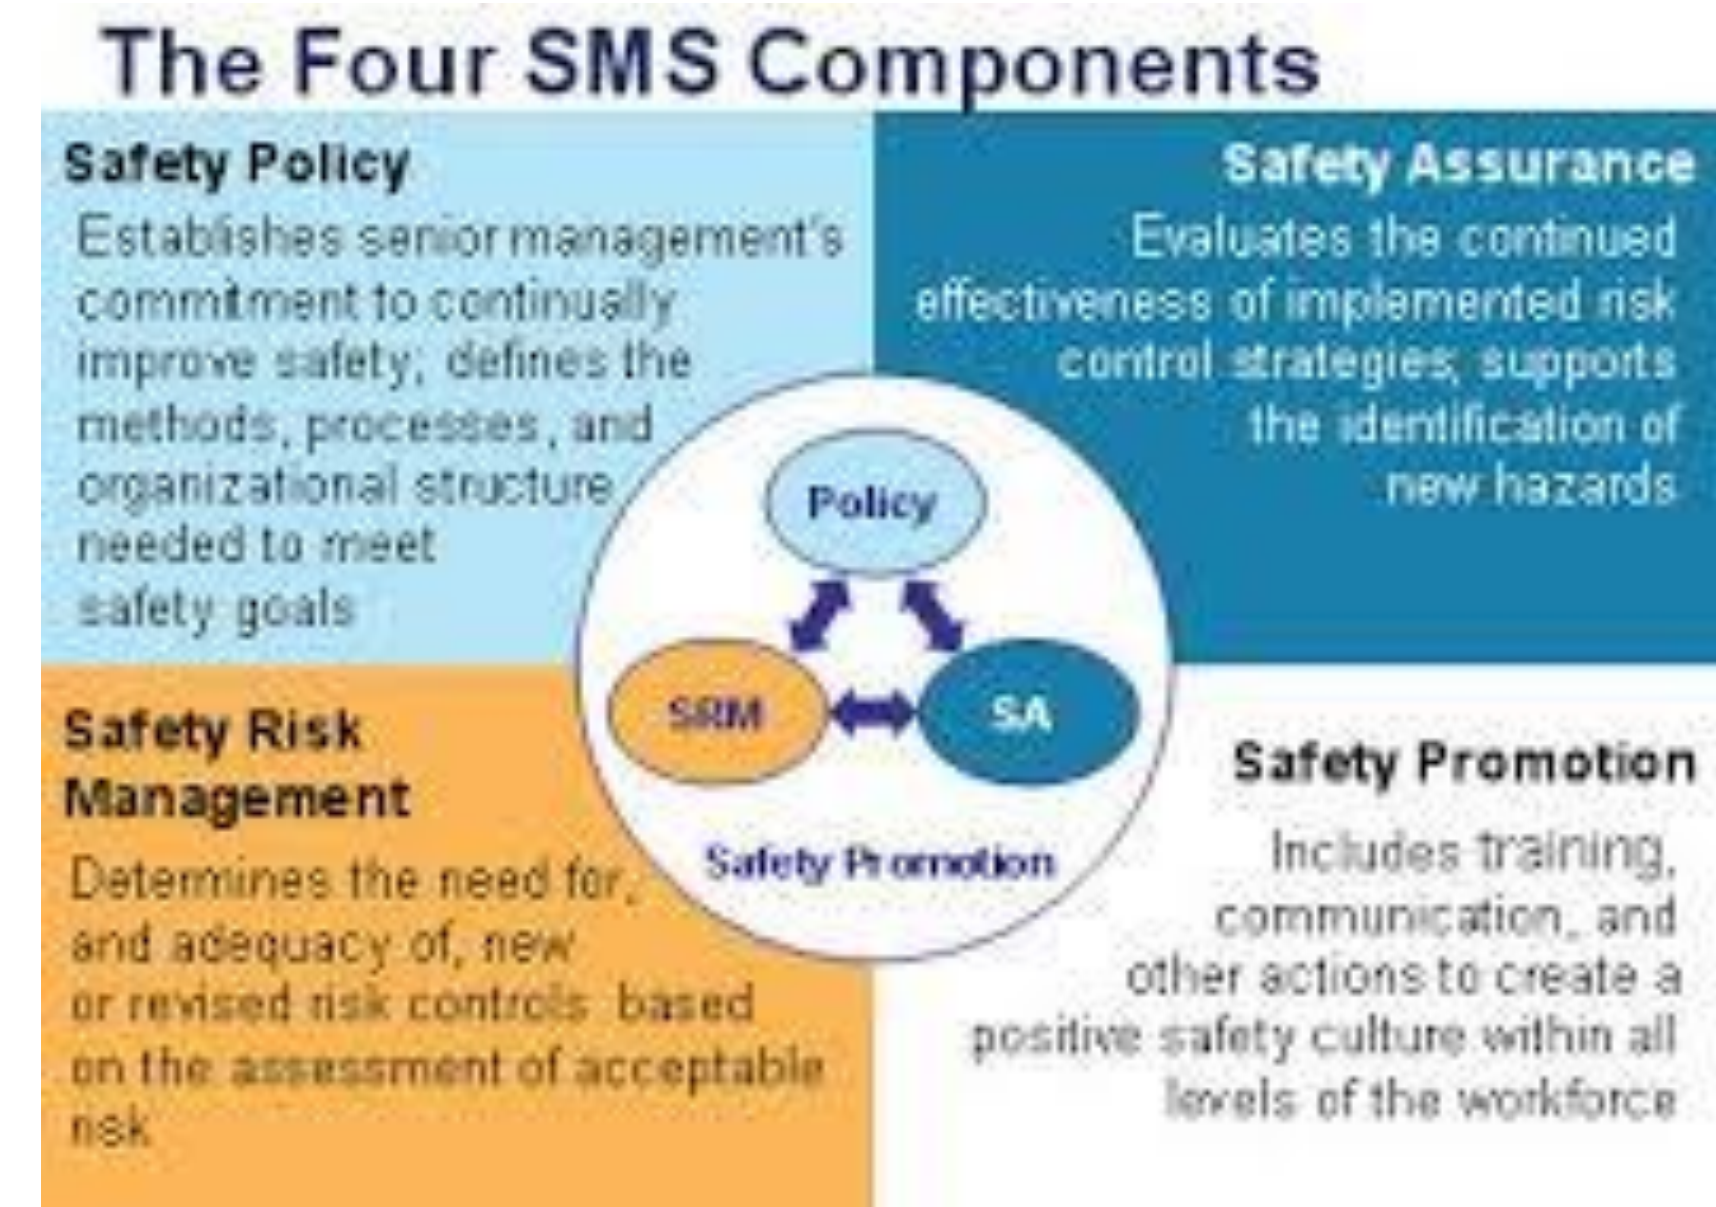 The Four SMS Components
Safety Policy
Establishes senior management's
commitment to continually
improve safety; defines the
methods, processes, and
organizational structure
needed to meet
safety goals
Safety Assurance
Evaluates the continued
effectiveness of implemented risk
control strategies; supports
the identification of
new hazards
Policy
SRM
SA
Safety Promotion
Safety Risk
Management
Determines the need for,
and adequacy of, new
or revised risk controls based
on the assessment of acceptable
risk
Safety Promotion
Includes training,
communication, and
other actions to create a
positive safety culture within all
levels of the workforce